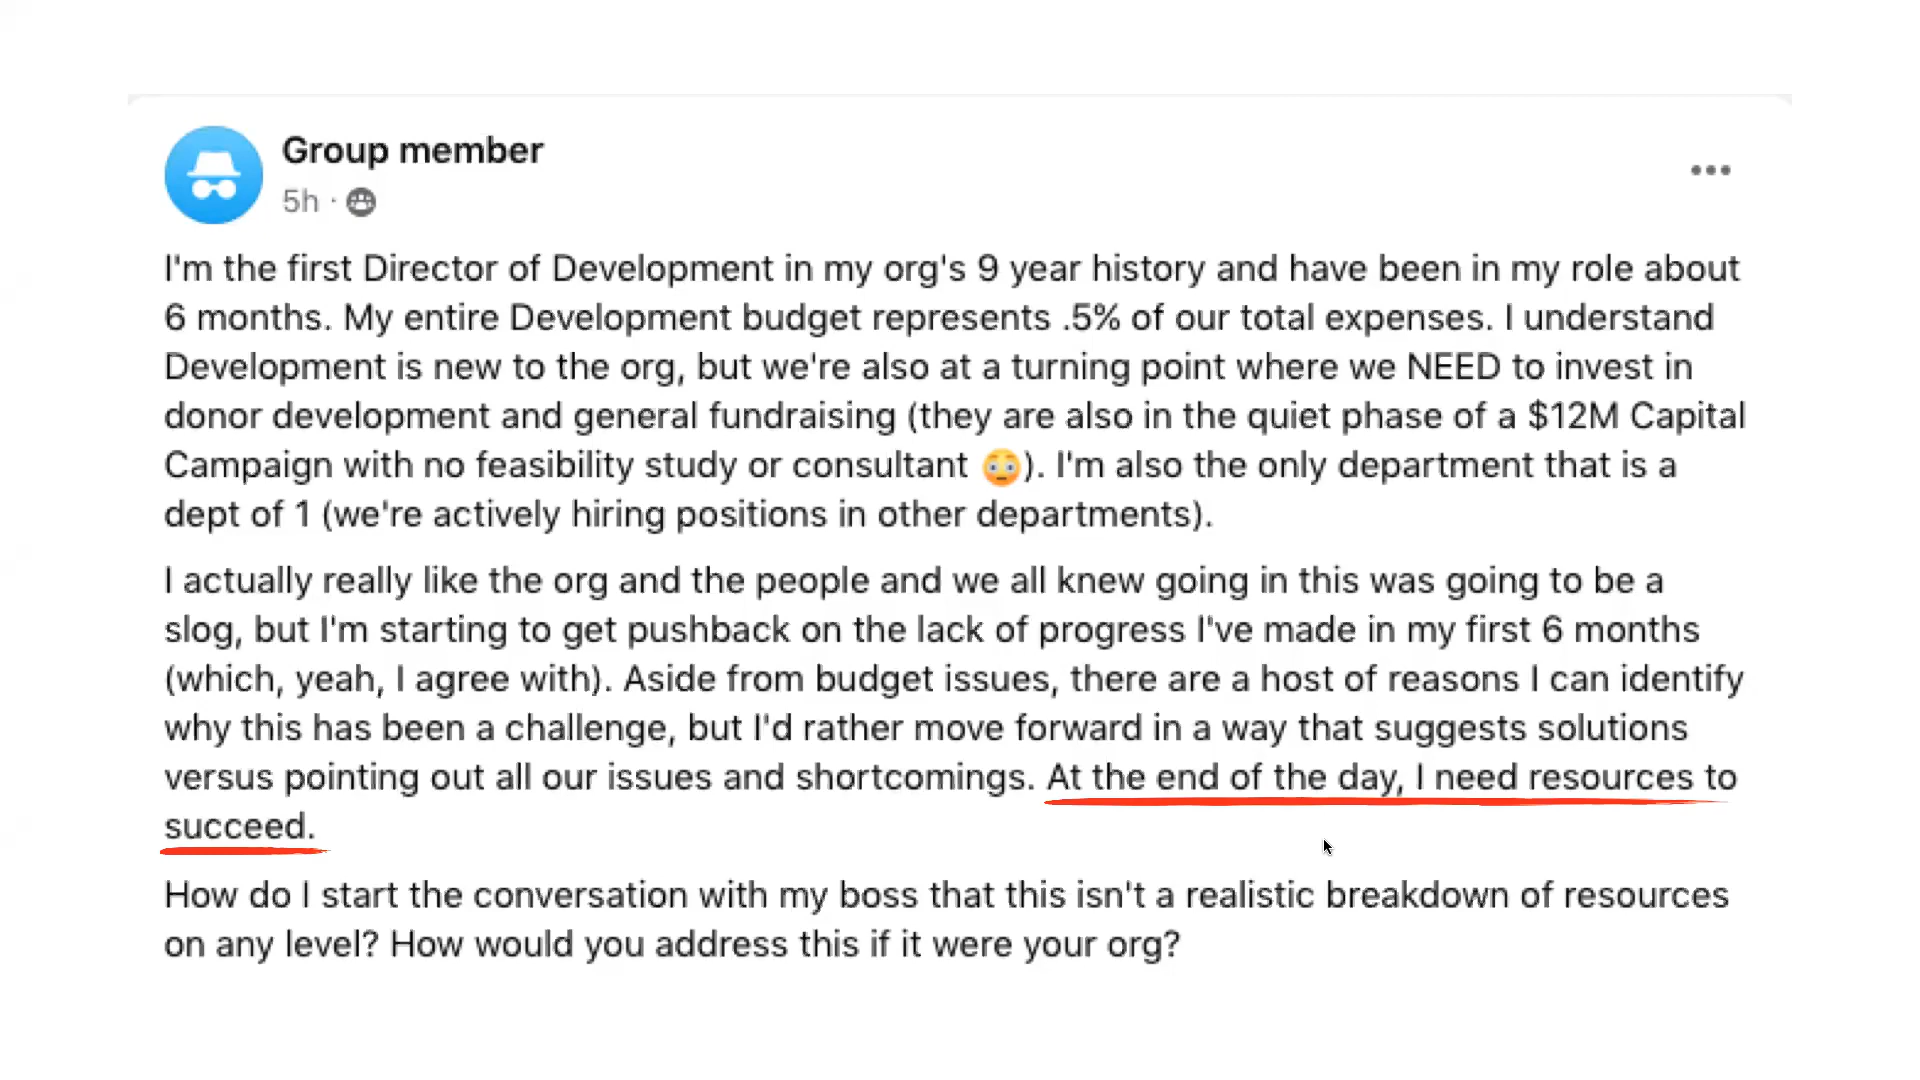 Group member
5h ·
I'm the first Director of Development in my org's 9 year history and have been in my role about
6 months. My entire Development budget represents .5% of our total expenses. I understand
Development is new to the org, but we're also at a turning point where we NEED to invest in
donor development and general fundraising (they are also in the quiet phase of a $12M Capital
Campaign with no feasibility study or consultant 😳). I'm also the only department that is a
dept of 1 (we're actively hiring positions in other departments).
I actually really like the org and the people and we all knew going in this was going to be a
slog, but I'm starting to get pushback on the lack of progress I've made in my first 6 months
(which, yeah, I agree with). Aside from budget issues, there are a host of reasons I can identify
why this has been a challenge, but I'd rather move forward in a way that suggests solutions
versus pointing out all our issues and shortcomings. At the end of the day, I need resources to
succeed.
How do I start the conversation with my boss that this isn't a realistic breakdown of resources
on any level? How would you address this if it were your org?